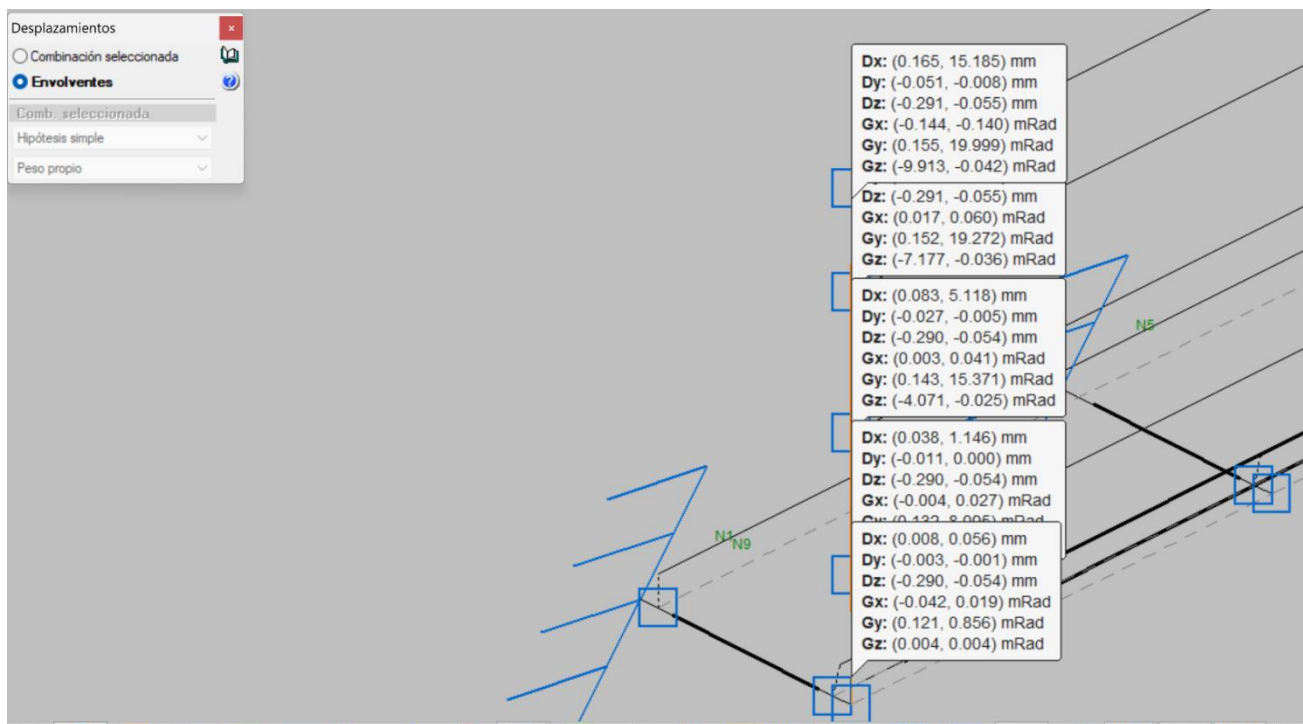 Desplazamientos
Combinación seleccionada
Envolventes
Comb. seleccionada
Hipótesis simple
Peso propio
Dx: (0.165, 15.185) mm
Dy: (-0.051, -0.008) mm
Dz: (-0.291, -0.055) mm
Gx: (-0.144, -0.140) mRad
Gy: (0.155, 19.999) mRad
Gz: (-9.913, -0.042) mRad
Dz: (-0.291, -0.055) mm
Gx: (0.017, 0.060) mRad
Gy: (0.152, 19.272) mRad
Gz: (-7.177, -0.036) mRad
Dx: (0.083, 5.118) mm
Dy: (-0.027, -0.005) mm
Dz: (-0.290, -0.054) mm
Gx: (0.003, 0.041) mRad
Gy: (0.143, 15.371) mRad
Gz: (-4.071, -0.025) mRad
N5
Dx: (0.038, 1.146) mm
Dy: (-0.011, 0.000) mm
Dz: (-0.290, -0.054) mm
Gx: (-0.004, 0.027) mRad
N1
N9
Dx: (0.008, 0.056) mm
Dy: (-0.003, -0.001) mm
Dz: (-0.290, -0.054) mm
Gx: (-0.042, 0.019) mRad
Gy: (0.121, 0.856) mRad
Gz: (0.004, 0.004) mRad